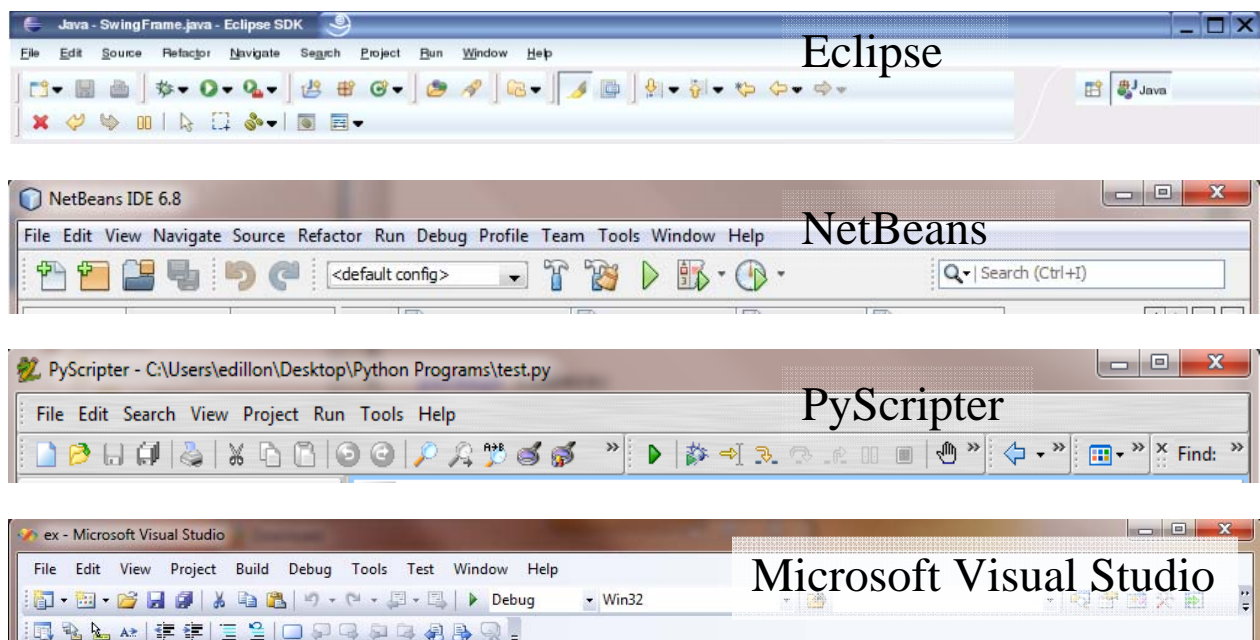 Java - SwingFrame.java - Eclipse SDK
Eclipse
File Edit Source Refactor Navigate Search Project Run Window Help
Java
NetBeans IDE 6.8
NetBeans
File Edit View Navigate Source Refactor Run Debug Profile Team Tools Window Help
<default config>
Search (Ctrl+I)
PyScripter - C:\Users\edillon\Desktop\Python Programs\test.py
PyScripter
File Edit Search View Project Run Tools Help
Find:
ex - Microsoft Visual Studio
Microsoft Visual Studio
File Edit View Project Build Debug Tools Test Window Help
Debug Win32